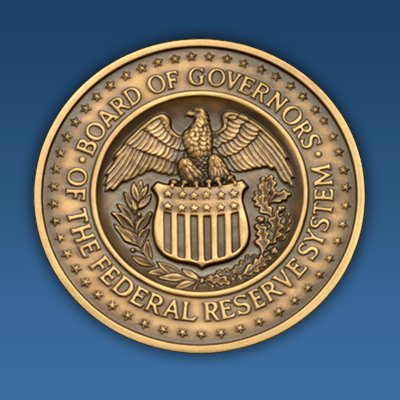 BOARD OF GOVERNORS
OF THE FEDERAL RESERVE SYSTEM